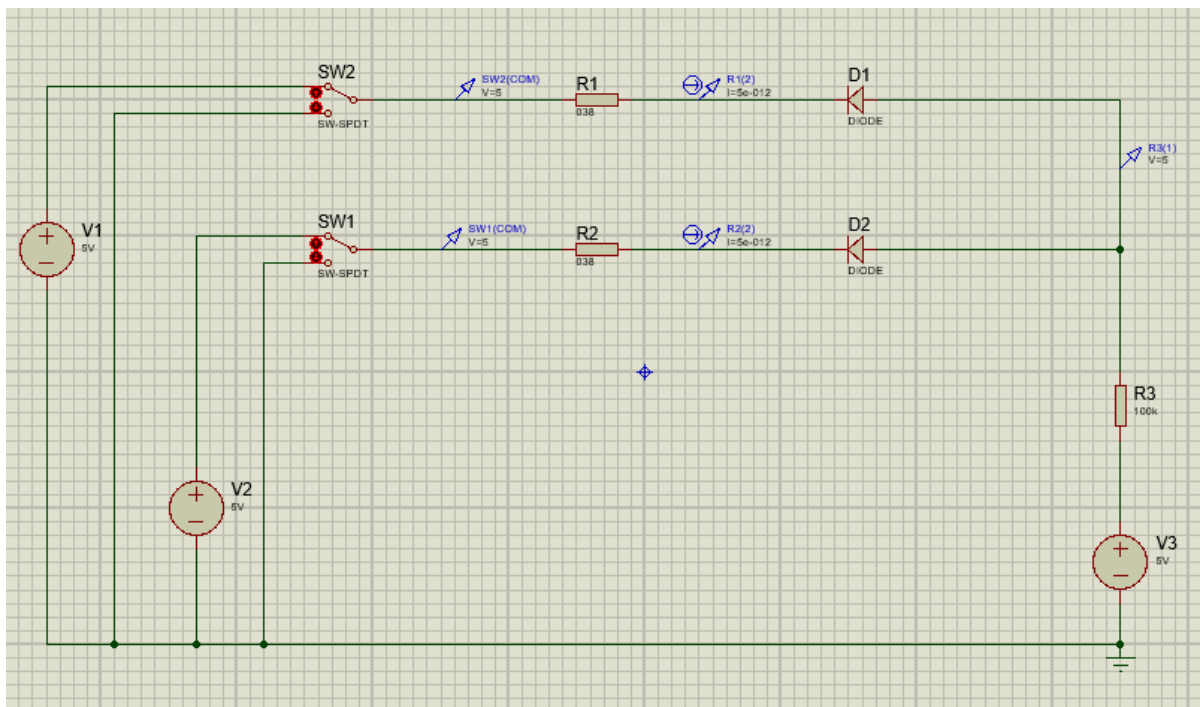 SW2
SW-SPDT
SW2(COM)
V=5
R1
038
R1(2)
I=5e-012
D1
DIODE
R3(1)
V=5
V1
5V
SW1
SW-SPDT
SW1(COM)
V=5
R2
038
R2(2)
I=5e-012
D2
DIODE
R3
100k
V2
5V
V3
5V